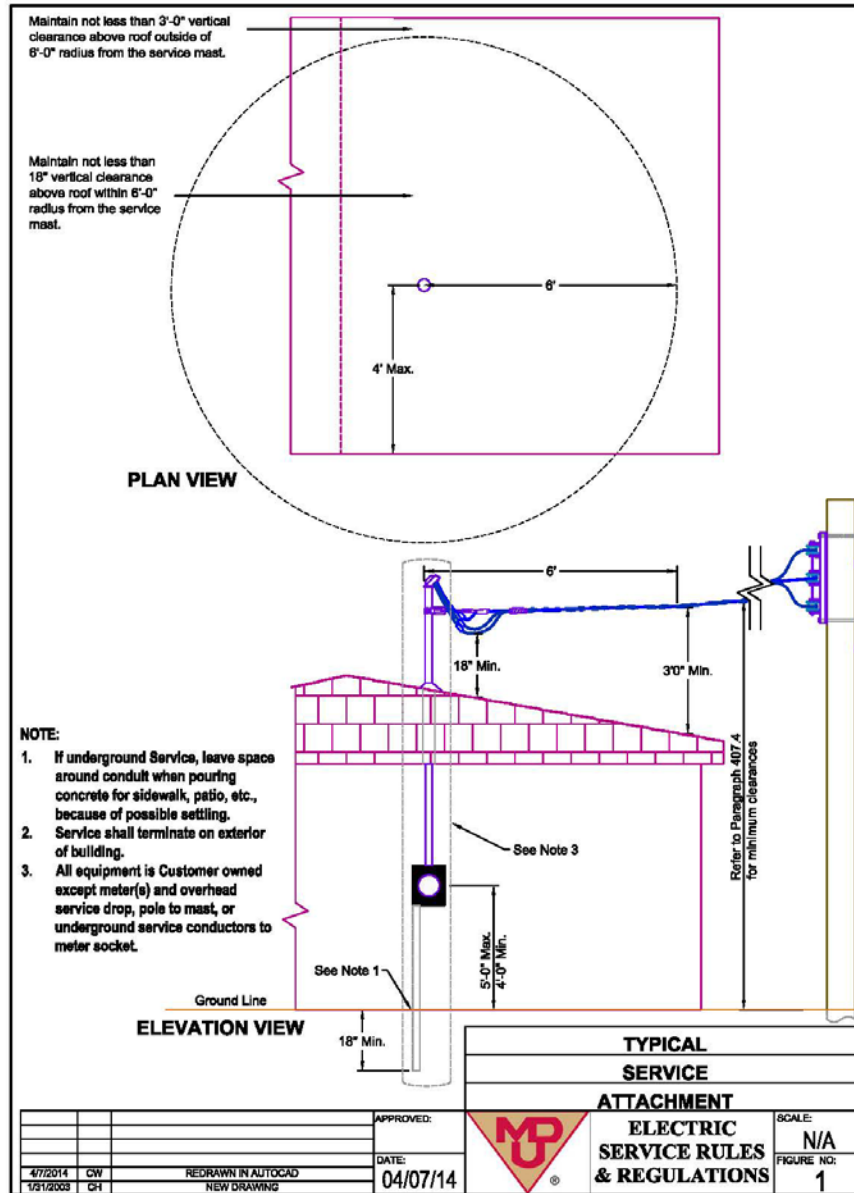 Maintain not less than 3'-0" vertical
clearance above roof outside of
6'-0" radius from the service mast.
Maintain not less than
18" vertical clearance
above roof within 6'-0"
radius from the service
mast.
6'
4' Max.
PLAN VIEW
6'
18" Min.
3'0" Min.
Refer to Paragraph 407.4
for minimum clearances
NOTE:
1. If underground Service, leave space
around conduit when pouring
concrete for sidewalk, patio, etc.,
because of possible settling.
2. Service shall terminate on exterior
of building.
3. All equipment is Customer owned
except meter(s) and overhead
service drop, pole to mast, or
underground service conductors to
meter socket.
See Note 3
5'-0" Max.
4'-0" Min.
See Note 1
Ground Line
ELEVATION VIEW
18" Min.
TYPICAL
SERVICE
ATTACHMENT
APPROVED:
DATE:
04/07/14
MDU
®
ELECTRIC
SERVICE RULES
& REGULATIONS
SCALE:
N/A
FIGURE NO:
1
4/7/2014 CW REDRAWN IN AUTOCAD
1/31/2003 CH NEW DRAWING